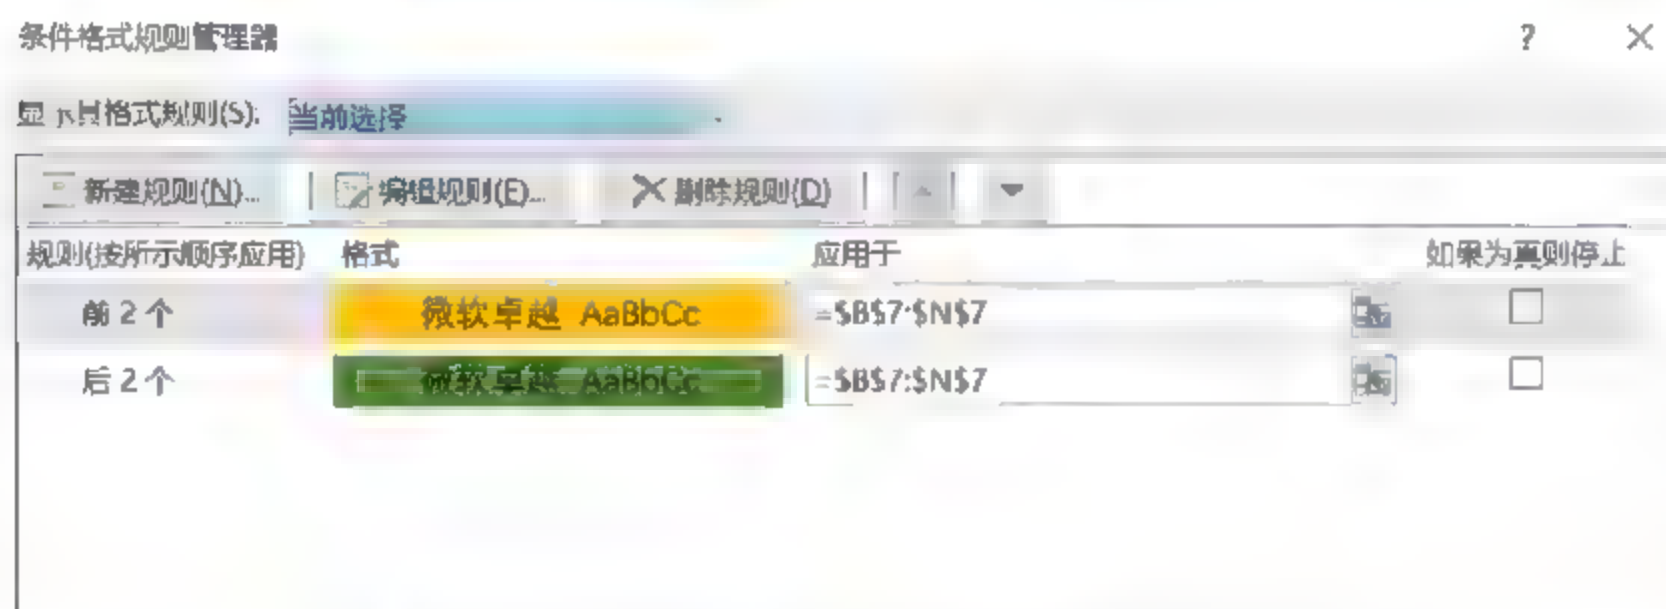 条件格式规则管理器
显示其格式规则(S): 当前选择
新建规则(N)... 编辑规则(E)... 删除规则(D)
规则(按所示顺序应用) 格式 应用于 如果为真则停止
前 2 个 微软卓越 AaBbCc =$B$7:$N$7
后 2 个 微软卓越 AaBbCc =$B$7:$N$7